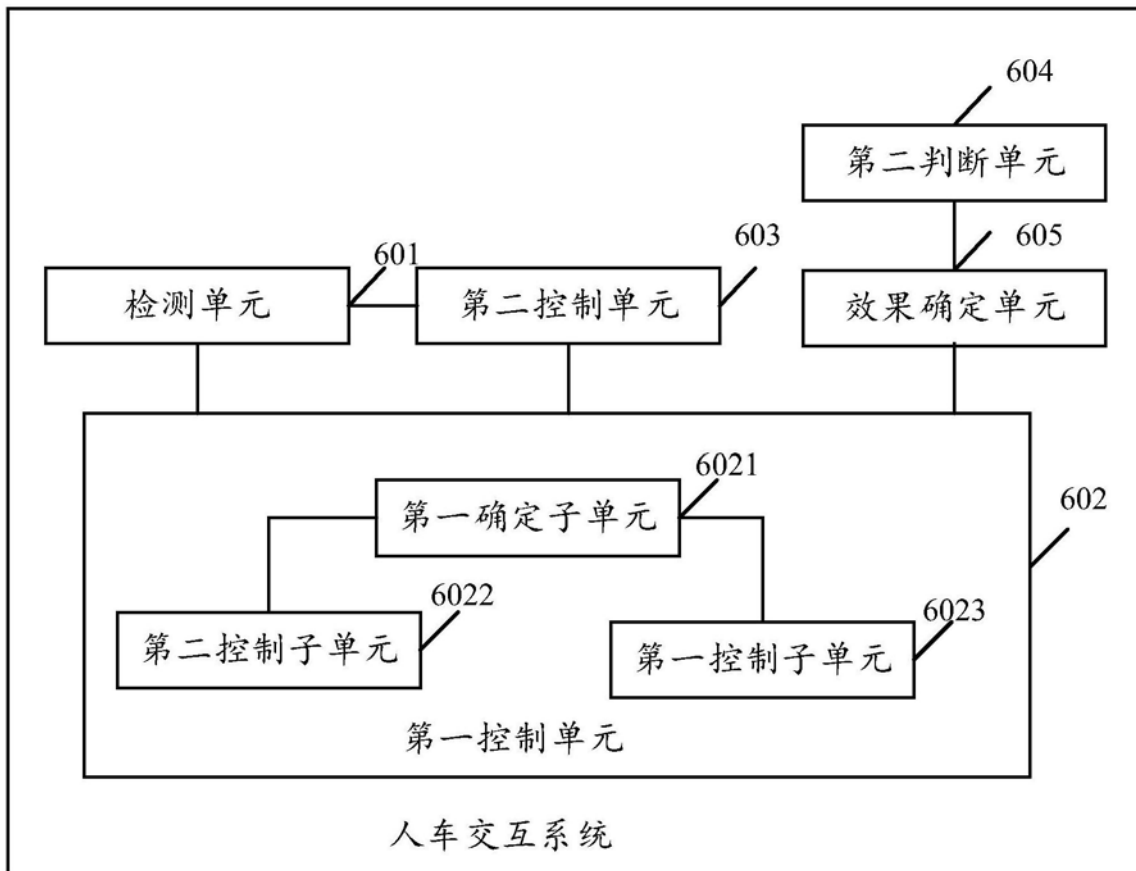 604
第二判断单元
603
605
601
检测单元
第二控制单元
效果确定单元
6021
第一确定子单元
602
6022
6023
第二控制子单元
第一控制子单元
第一控制单元
人车交互系统